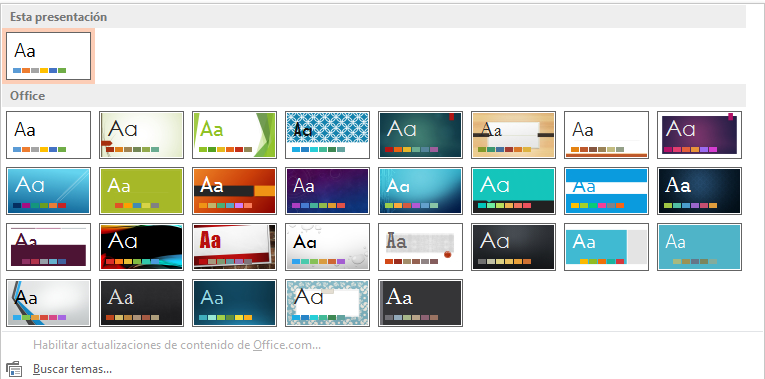 Esta presentación
Aa
Office
Aa Aa Aa Aa Aa Aa Aa Aa
Aa Aa Aa Aa Aa Aa Aa Aa
Aa Aa Aa Aa Aa Aa Aa Aa
Aa Aa Aa Aa Aa
Habilitar actualizaciones de contenido de Office.com...
Buscar temas...